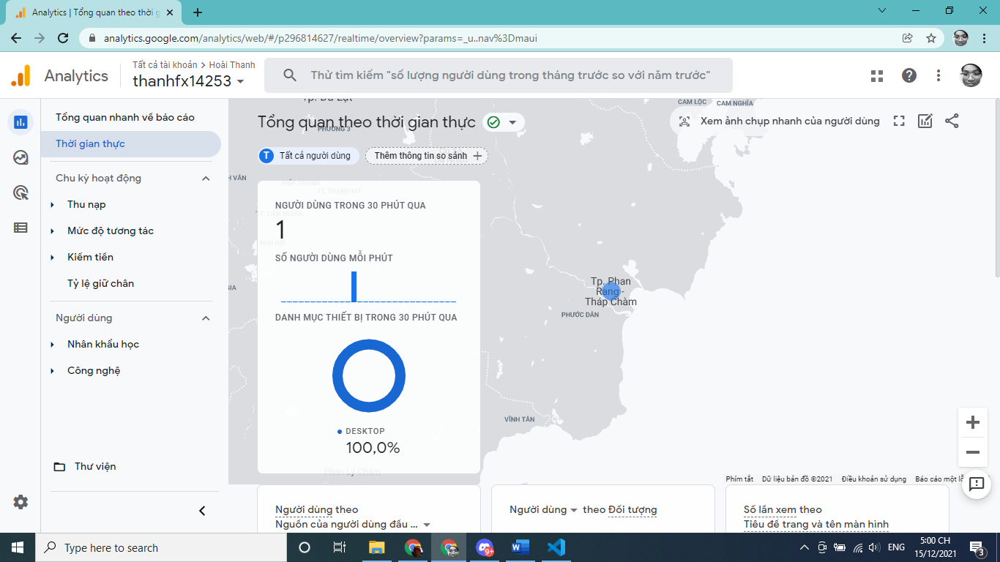 Analytics | Tổng quan theo thời g
analytics.google.com/analytics/web/#/p296814627/realtime/overview?params=_u..nav%3Dmaui
Analytics
Tất cả tài khoản > Hoài Thanh
thanhfx14253
Thử tìm kiếm "số lượng người dùng trong tháng trước so với năm trước"
Tổng quan nhanh về báo cáo
Thời gian thực
Chu kỳ hoạt động
Thu nạp
Mức độ tương tác
Kiếm tiền
Tỷ lệ giữ chân
Người dùng
Nhân khẩu học
Công nghệ
Thư viện
Tp. Đà Lạt
CAM LỘC
CAM NGHĨA
Tổng quan theo thời gian thực
PHƯỜNG 3
Xem ảnh chụp nhanh của người dùng
T Tất cả người dùng
Thêm thông tin so sánh
NGƯỜI DÙNG TRONG 30 PHÚT QUA
1
SỐ NGƯỜI DÙNG MỖI PHÚT
DANH MỤC THIẾT BỊ TRONG 30 PHÚT QUA
DESKTOP
100,0%
Tp. Phan
Rang -
Tháp Chàm
PHƯỚC DÂN
VĨNH TÂN
Phan Lý Chàm
Phím tắt
Dữ liệu bản đồ ©2021
Điều khoản sử dụng
Báo cáo một lỗ
Người dùng theo
Nguồn của người dùng đầu ...
Người dùng theo Đối tượng
Số lần xem theo
Tiêu đề trang và tên màn hình
Type here to search
9+
ENG
5:00 CH
15/12/2021
3